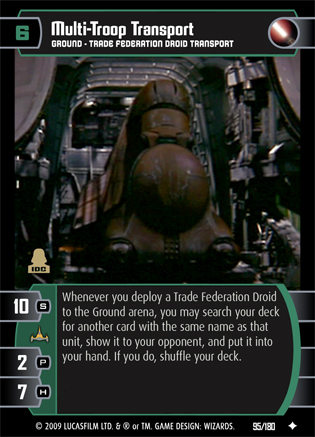 6
Multi-Troop Transport
GROUND - TRADE FEDERATION DROID TRANSPORT
IDC
10 S
2 P
7 H
Whenever you deploy a Trade Federation Droid
to the Ground arena, you may search your deck
for another card with the same name as that
unit, show it to your opponent, and put it into
your hand. If you do, shuffle your deck.
© 2009 LUCASFILM LTD. & ® or TM. GAME DESIGN: WIZARDS. 95/180